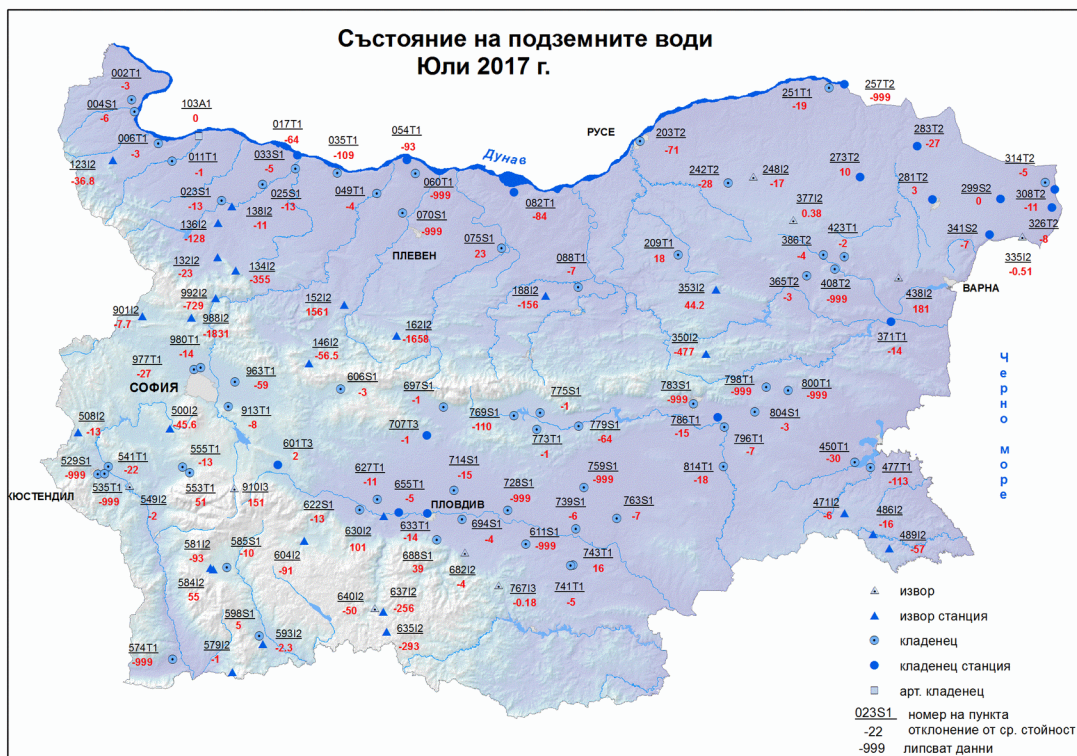 Състояние на подземните води
Юли 2017 г.
002T1
-3
004S1
-6
103A1
0
006T1
-3
017T1
-64
035T1
-109
054T1
-93
Дунав
РУСЕ
203T2
-71
251T1
-19
257T2
-999
283T2
-27
314T2
-5
123I2
-36.8
011T1
-1
033S1
-5
025S1
-13
023S1
-13
138I2
-11
136I2
-128
049T1
-4
060T1
-999
070S1
-999
082T1
-84
242T2
-28
248I2
-17
273T2
10
281T2
3
299S2
0
308T2
-11
326T2
-8
377I2
0.38
423T1
-2
386T2
-4
341S2
-7
335I2
-0.51
ПЛЕВЕН
075S1
23
088T1
-7
209T1
18
132I2
-23
134I2
-355
365T2
-3
408T2
-999
438I2
181
ВАРНА
992I2
-729
901I2
-7.7
988I2
-1831
152I2
1561
188I2
-156
353I2
44.2
162I2
-1658
350I2
-477
371T1
-14
980T1
-14
977T1
-27
146I2
-56.5
963T1
-59
СОФИЯ
606S1
-3
697S1
-1
775S1
-1
783S1
-999
798T1
-999
800T1
-999
Черно море
508I2
-13
500I2
-45.6
913T1
-8
707T3
-1
769S1
-110
773T1
-1
779S1
-64
786T1
-15
804S1
-3
796T1
-7
601T3
2
529S1
-999
541T1
-22
555T1
-13
535T1
-999
КЮСТЕНДИЛ
549I2
-2
553T1
51
910I3
151
627T1
-11
714S1
-15
759S1
-999
814T1
-18
450T1
-30
477T1
-113
622S1
-13
655T1
-5
ПЛОВДИВ
728S1
-999
739S1
-6
763S1
-7
471I2
-6
486I2
-16
489I2
-57
630I2
101
633T1
-14
694S1
-4
611S1
-999
581I2
-93
585S1
-10
604I2
-91
688S1
39
682I2
-4
743T1
16
584I2
55
741T1
-5
640I2
-50
637I2
-256
767I3
-0.18
598S1
5
635I2
-293
593I2
-2.3
579I2
-1
574T1
-999
извор
извор станция
кладенец
кладенец станция
арт. кладенец
023S1 номер на пункта
-22 отклонение от ср. стойност
-999 липсват данни